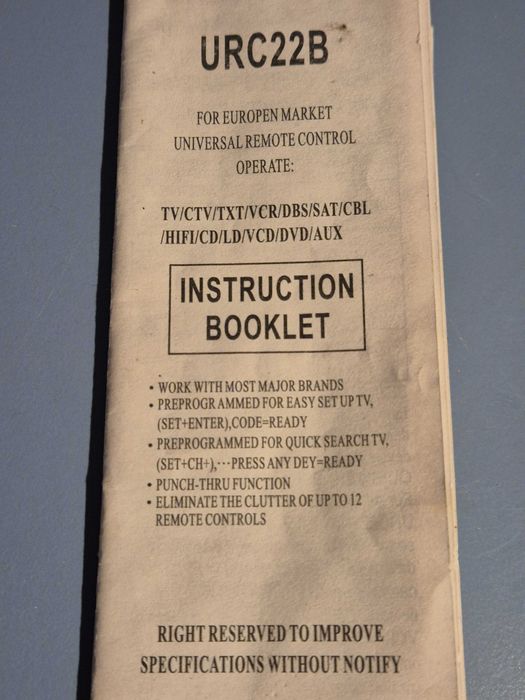 URC22B
FOR EUROPEN MARKET
UNIVERSAL REMOTE CONTROL
OPERATE:
TV/CTV/TXT/VCR/DBS/SAT/CBL
/HIFI/CD/LD/VCD/DVD/AUX
INSTRUCTION
BOOKLET
• WORK WITH MOST MAJOR BRANDS
• PREPROGRAMMED FOR EASY SET UP TV,
(SET+ENTER),CODE=READY
• PREPROGRAMMED FOR QUICK SEARCH TV,
(SET+CH+),···PRESS ANY DEY=READY
• PUNCH-THRU FUNCTION
• ELIMINATE THE CLUTTER OF UP TO 12
REMOTE CONTROLS
RIGHT RESERVED TO IMPROVE
SPECIFICATIONS WITHOUT NOTIFY